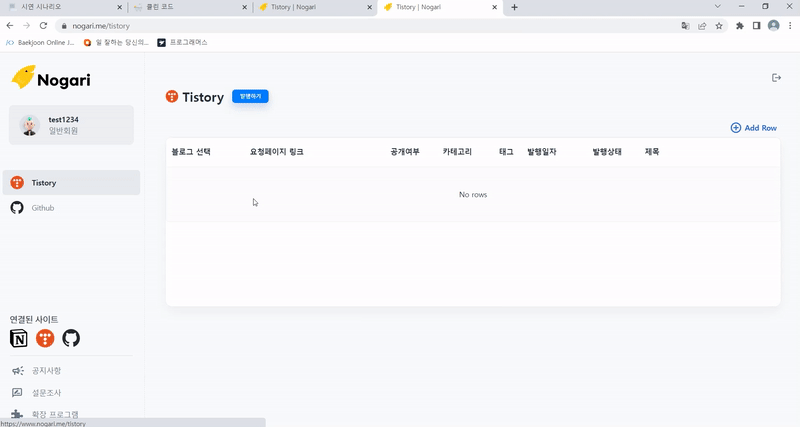 시연 시나리오
클린 코드
Tistory | Nogari
Tistory | Nogari
nogari.me/tistory
Baekjoon Online J...
일 잘하는 당신의...
프로그래머스
Nogari
test1234
일반회원
Tistory
Github
연결된 사이트
공지사항
설문조사
확장 프로그램
https://www.nogari.me/tistory
Tistory
발행하기
Add Row
블로그 선택 요청페이지 링크 공개여부 카테고리 태그 발행일자 발행상태 제목
No rows